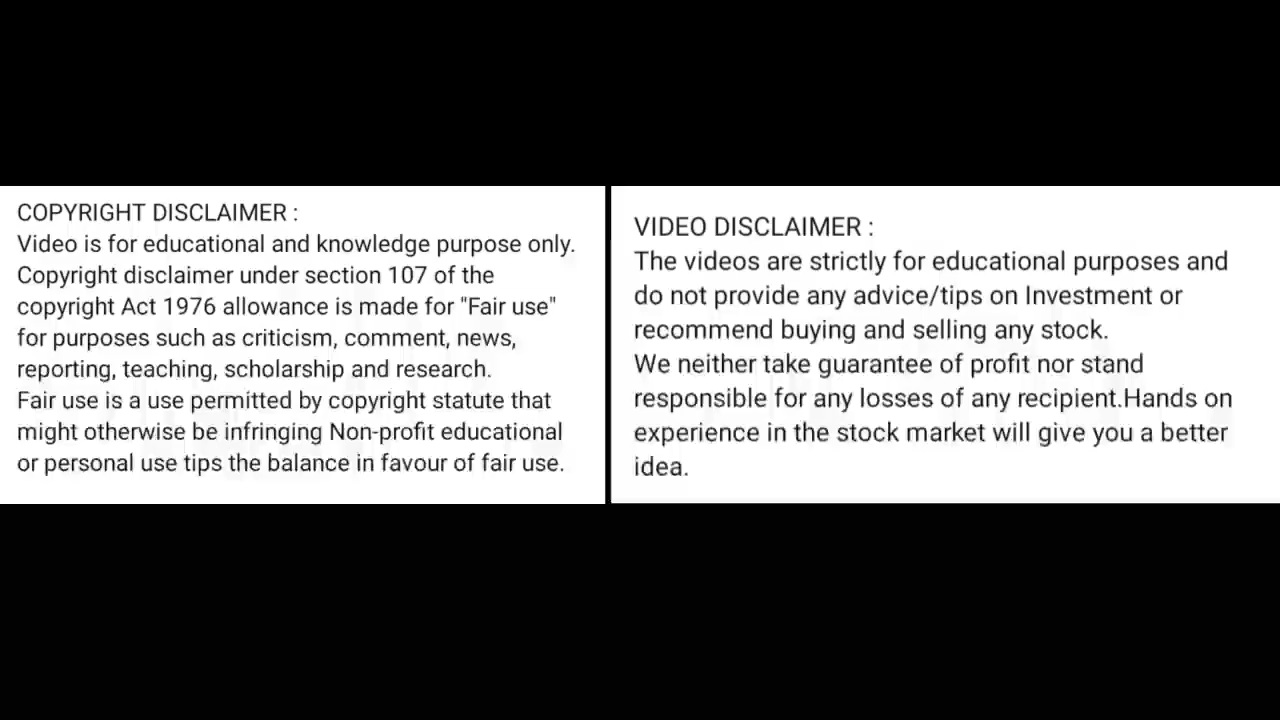 COPYRIGHT DISCLAIMER :
Video is for educational and knowledge purpose only.
Copyright disclaimer under section 107 of the
copyright Act 1976 allowance is made for "Fair use"
for purposes such as criticism, comment, news,
reporting, teaching, scholarship and research.
Fair use is a use permitted by copyright statute that
might otherwise be infringing Non-profit educational
or personal use tips the balance in favour of fair use.
VIDEO DISCLAIMER :
The videos are strictly for educational purposes and
do not provide any advice/tips on Investment or
recommend buying and selling any stock.
We neither take guarantee of profit nor stand
responsible for any losses of any recipient.Hands on
experience in the stock market will give you a better
idea.